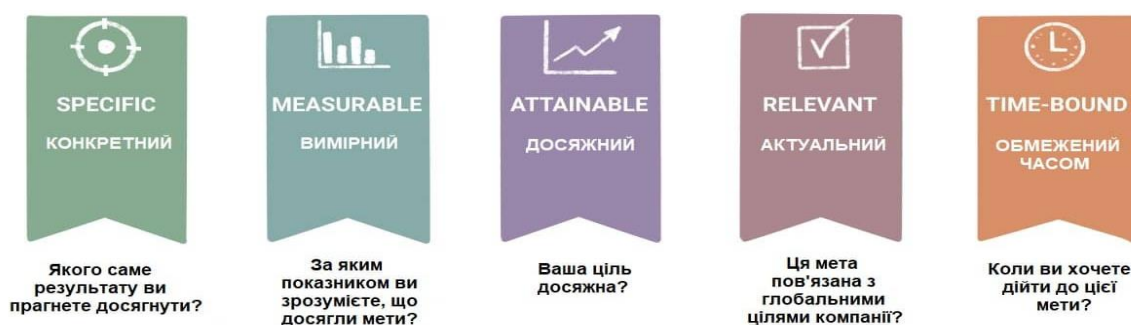 SPECIFIC
КОНКРЕТНИЙ
Якого саме
результату ви
прагнете досягнути?
MEASURABLE
ВИМІРНИЙ
За яким
показником ви
зрозумієте, що
досягли мети?
ATTAINABLE
ДОСЯЖНИЙ
Ваша ціль
досяжна?
RELEVANT
АКТУАЛЬНИЙ
Ця мета
пов'язана з
глобальними
цілями компанії?
TIME-BOUND
ОБМЕЖЕНИЙ
ЧАСОМ
Коли ви хочете
дійти до цієї
мети?